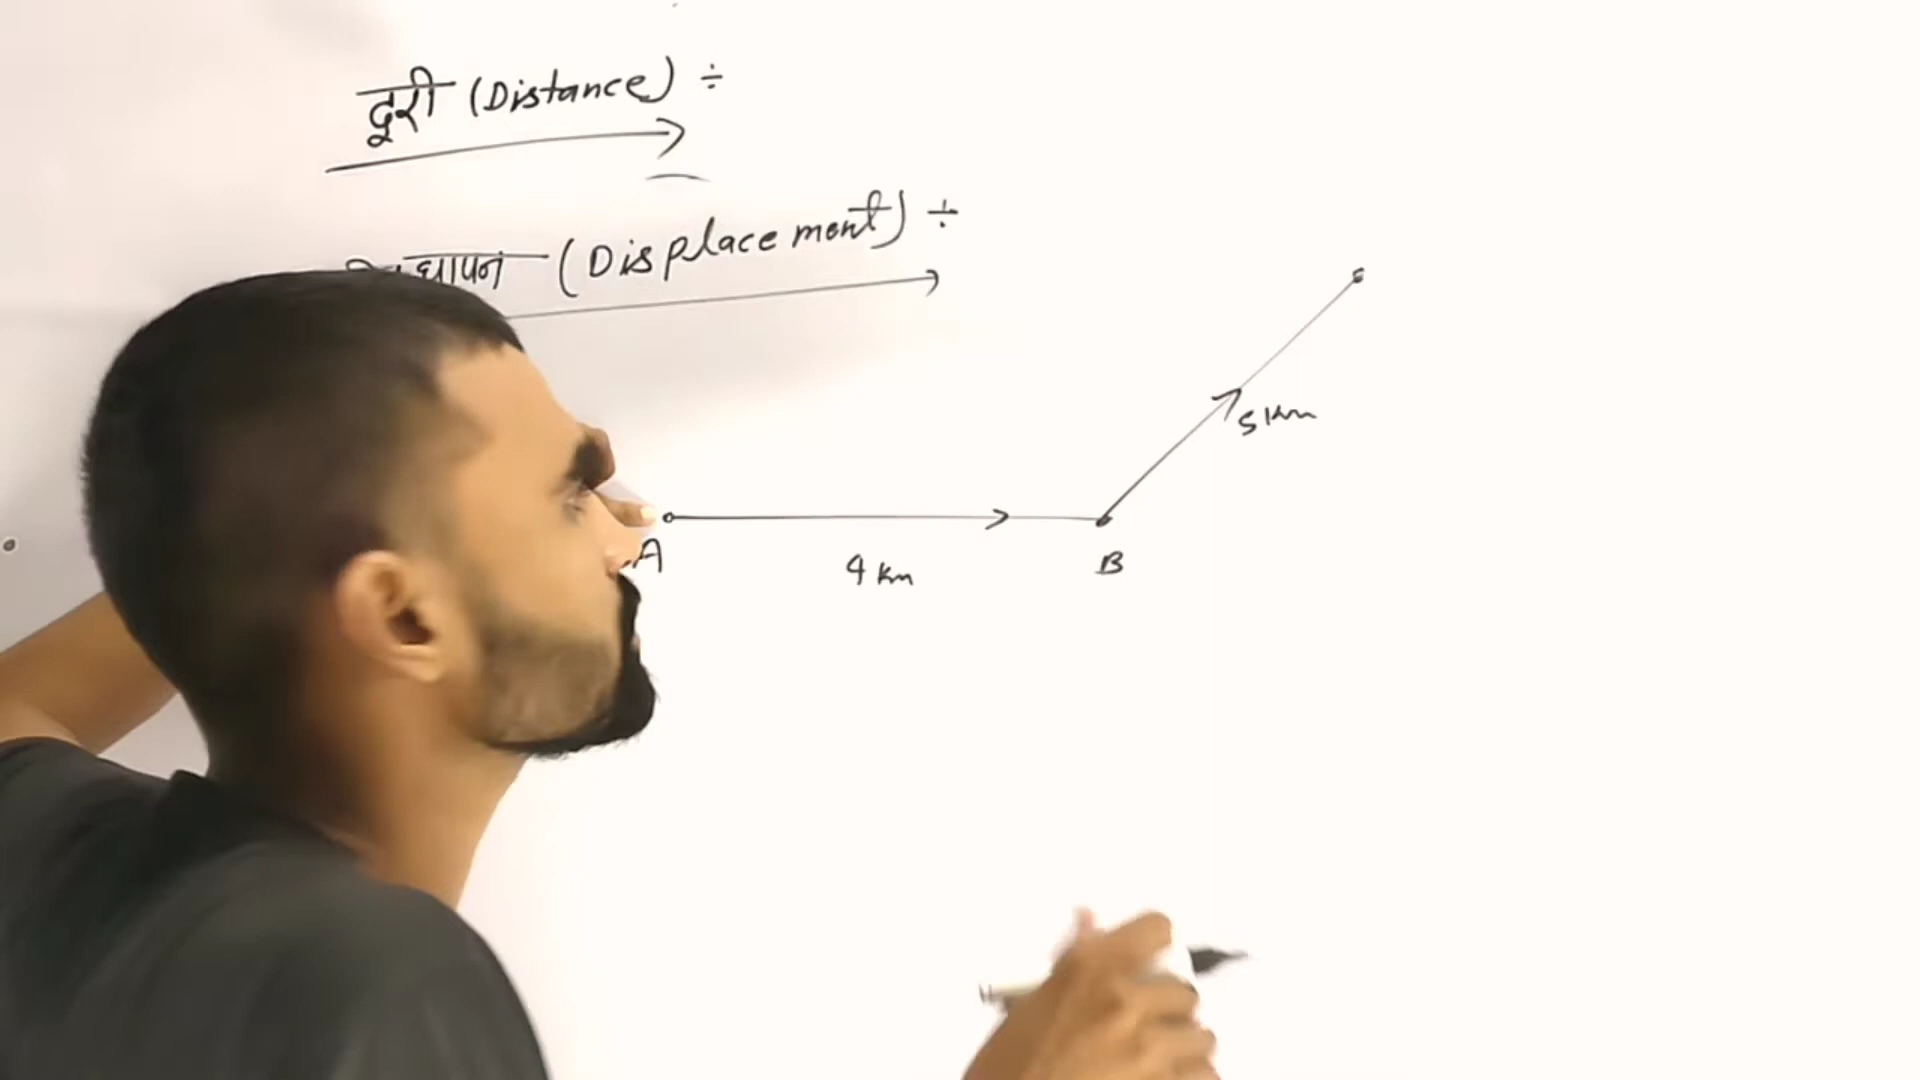 दूरी (Distance) ÷
(Displacement) ÷
5 km
A
4 km
B